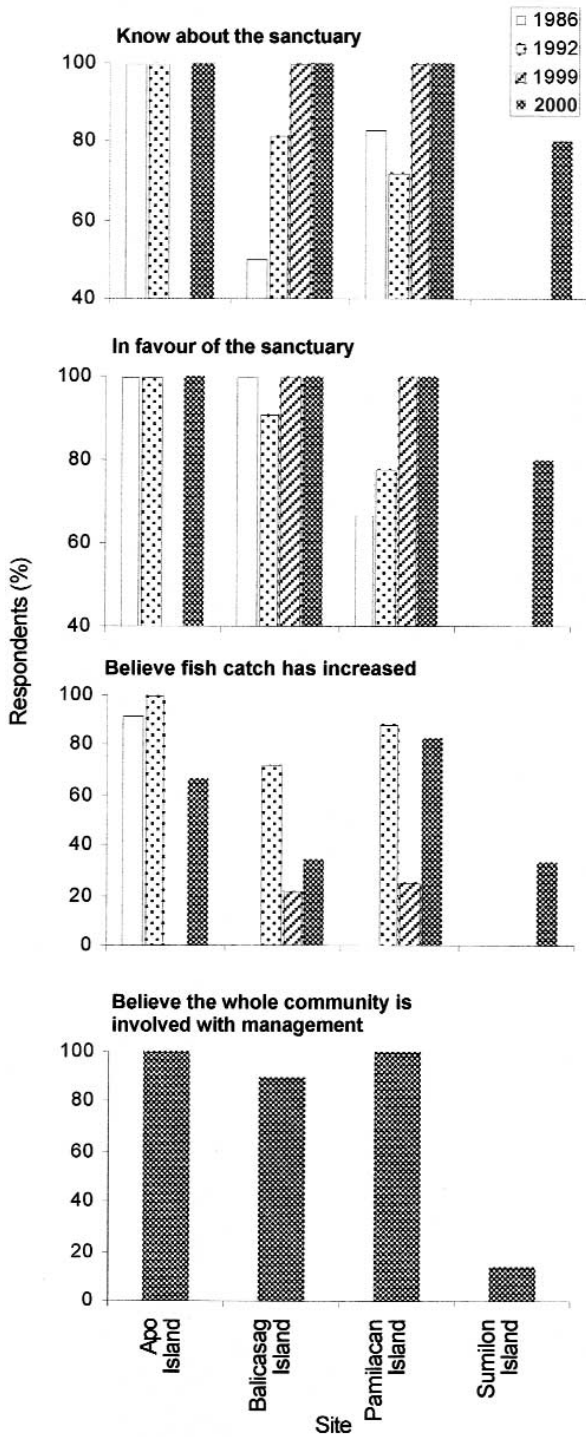 1986
1992
1999
2000
Know about the sanctuary
100
80
60
40
In favour of the sanctuary
100
80
60
40
Respondents (%)
Believe fish catch has increased
100
80
60
40
20
0
Believe the whole community is
involved with management
100
80
60
40
20
0
Apo
Island
Balicasag
Island
Pamilacan
Island
Sumilon
Island
Site